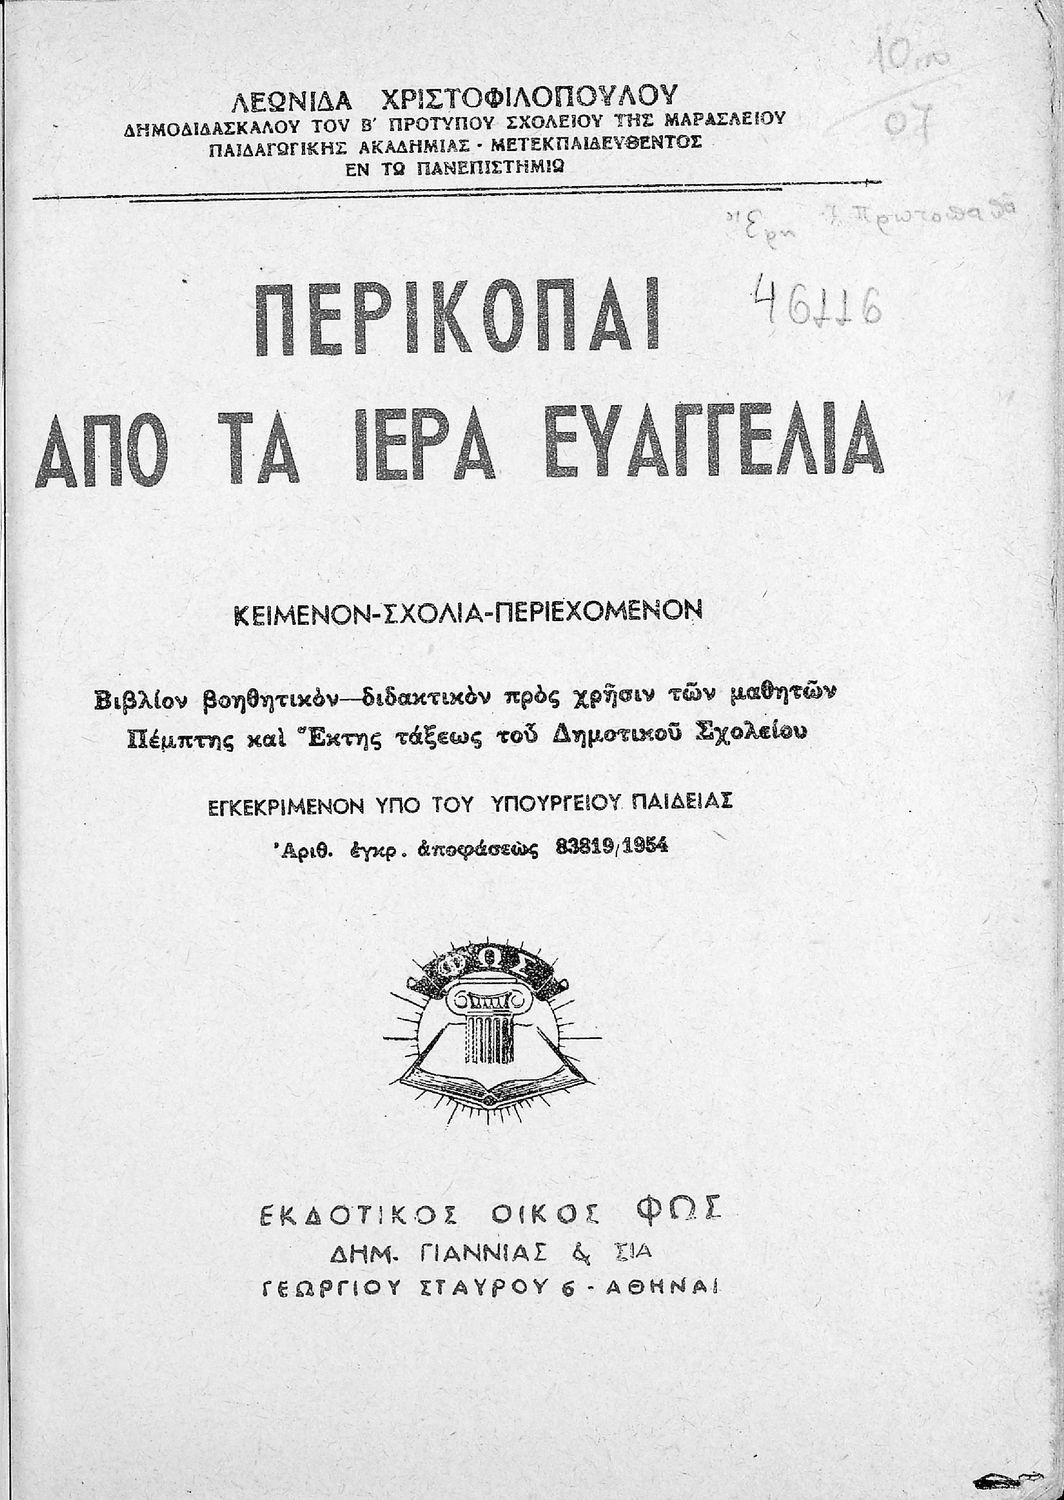 ΛΕΩΝΙΔΑ ΧΡΙΣΤΟΦΙΛΟΠΟΥΛΟΥ
ΔΗΜΟΔΙΔΑΣΚΑΛΟΥ ΤΟΥ Β' ΠΡΟΤΥΠΟΥ ΣΧΟΛΕΙΟΥ ΤΗΣ ΜΑΡΑΣΛΕΙΟΥ
ΠΑΙΔΑΓΩΓΙΚΗΣ ΑΚΑΔΗΜΙΑΣ - ΜΕΤΕΚΠΑΙΔΕΥΘΕΝΤΟΣ
ΕΝ ΤΩ ΠΑΝΕΠΙΣΤΗΜΙΩ
46116
ΠΕΡΙΚΟΠΑΙ
ΑΠΟ ΤΑ ΙΕΡΑ ΕΥΑΓΓΕΛΙΑ
ΚΕΙΜΕΝΟΝ-ΣΧΟΛΙΑ-ΠΕΡΙΕΧΟΜΕΝΟΝ
Βιβλίον βοηθητικὸν—διδακτικὸν πρὸς χρῆσιν τῶν μαθητῶν
Πέμπτης καὶ Ἕκτης τάξεως τοῦ Δημοτικοῦ Σχολείου
ΕΓΚΕΚΡΙΜΕΝΟΝ ΥΠΟ ΤΟΥ ΥΠΟΥΡΓΕΙΟΥ ΠΑΙΔΕΙΑΣ
Ἀριθ. ἐγκρ. ἀποφάσεως 83819/1954
ΦΩΣ
ΕΚΔΟΤΙΚΟΣ ΟΙΚΟΣ ΦΩΣ
ΔΗΜ. ΓΙΑΝΝΙΑΣ & ΣΙΑ
ΓΕΩΡΓΙΟΥ ΣΤΑΥΡΟΥ 6 - ΑΘΗΝΑΙ